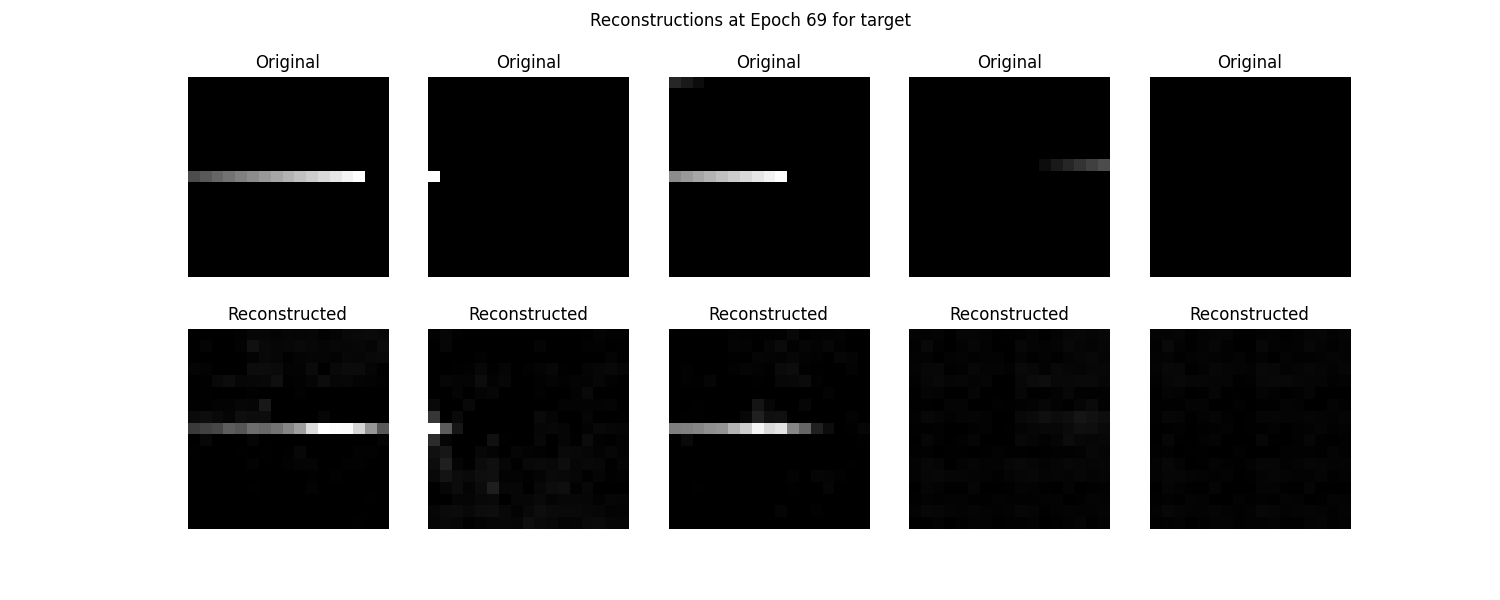 Reconstructions at Epoch 69 for target
Original Original Original Original Original
Reconstructed Reconstructed Reconstructed Reconstructed Reconstructed